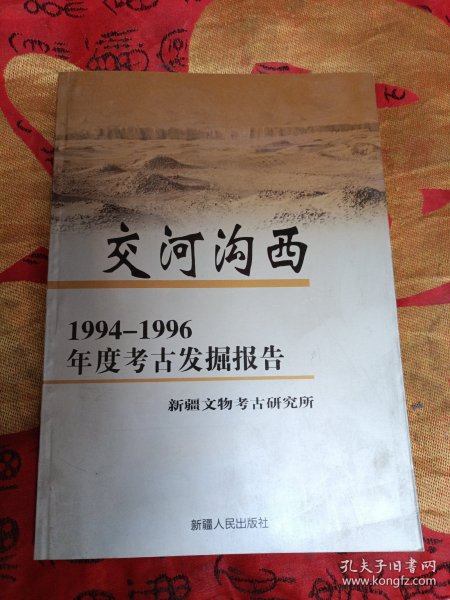 交河沟西
1994-1996
年度考古发掘报告
新疆文物考古研究所
新疆人民出版社
孔夫子旧书网
www.kongfz.com